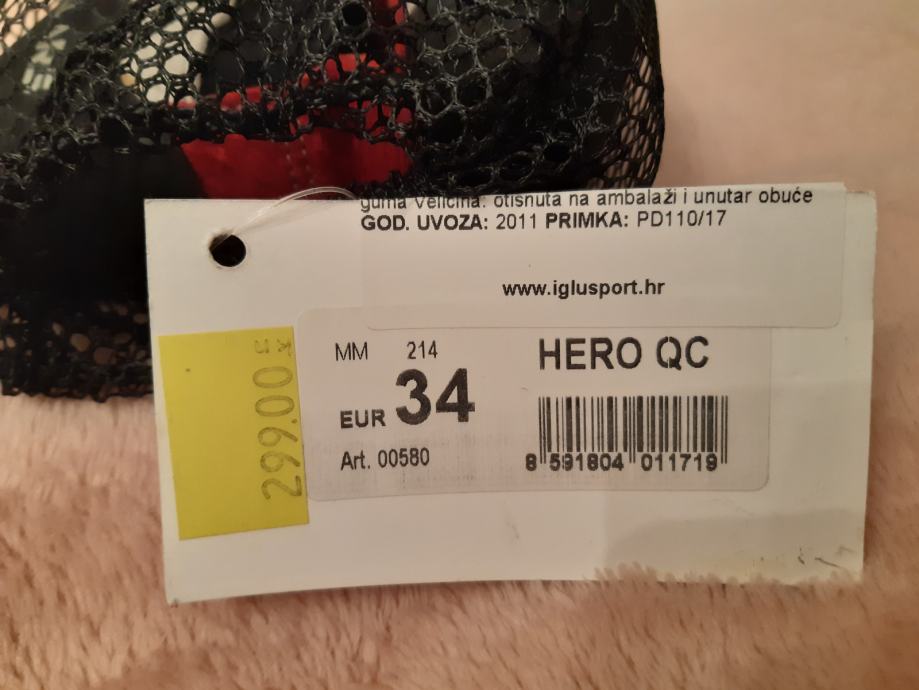 guma veličina: otisnuta na ambalaži i unutar obuće
GOD. UVOZA: 2011 PRIMKA: PD110/17
www.iglusport.hr
MM 214
HERO QC
EUR 34
Art. 00580
8 591804 011719
299.00